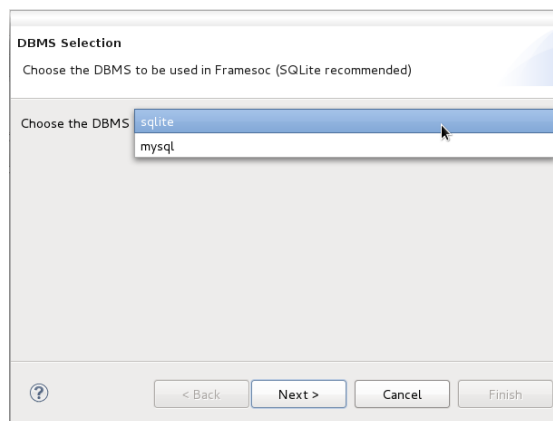 DBMS Selection
Choose the DBMS to be used in Framesoc (SQLite recommended)
Choose the DBMS sqlite
mysql
? < Back Next > Cancel Finish